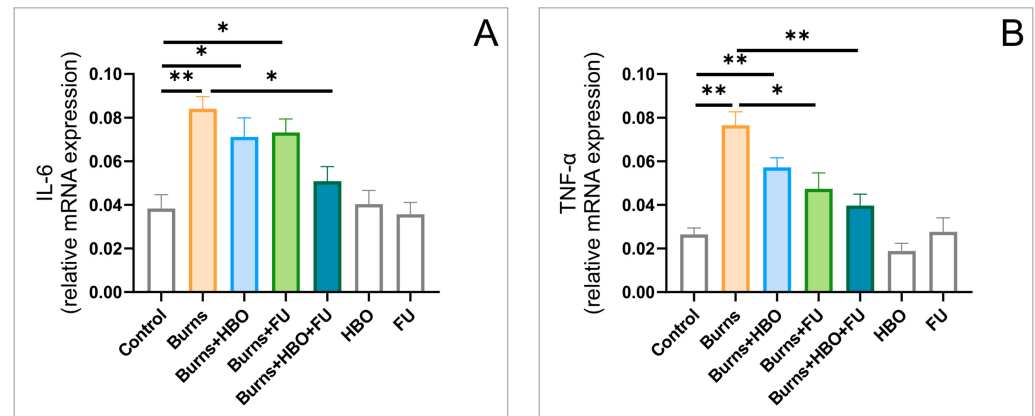 A
*
*
** *
IL-6
(relative mRNA expression)
0.10
0.08
0.06
0.04
0.02
0.00
Control
Burns
Burns+HBO
Burns+FU
Burns+HBO+FU
HBO
FU
B
**
**
** *
TNF-α
(relative mRNA expression)
0.10
0.08
0.06
0.04
0.02
0.00
Control
Burns
Burns+HBO
Burns+FU
Burns+HBO+FU
HBO
FU